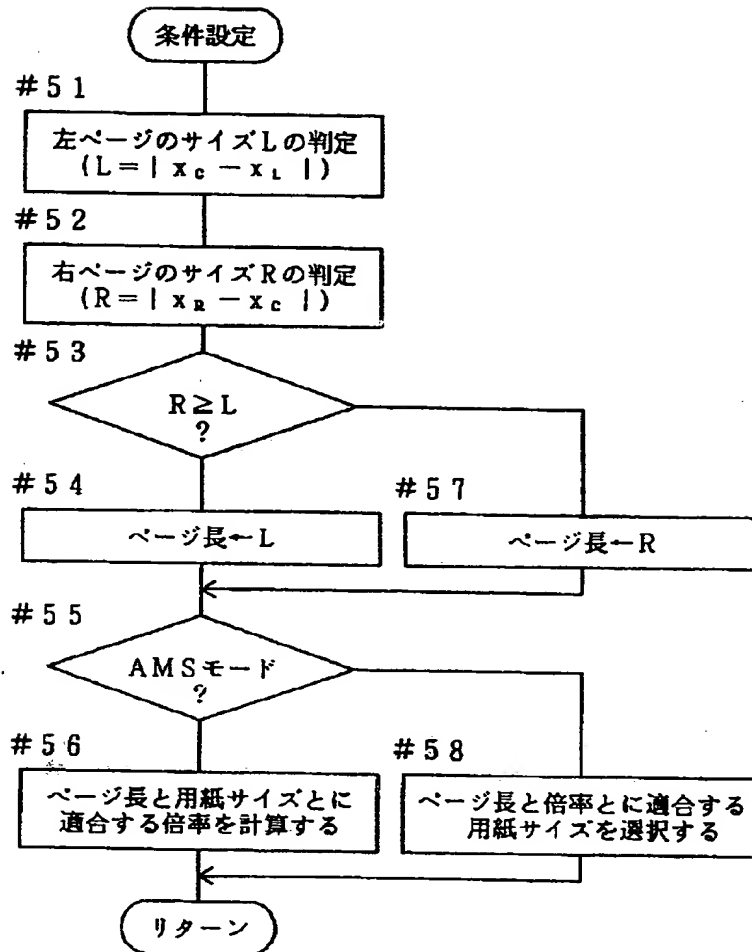 条件設定
#51
左ページのサイズLの判定
(L=|xC-xL|)
#52
右ページのサイズRの判定
(R=|xR-xC|)
#53
R≧L
?
#54
ページ長←L
#57
ページ長←R
#55
AMSモード
?
#56
ページ長と用紙サイズとに
適合する倍率を計算する
#58
ページ長と倍率とに適合する
用紙サイズを選択する
リターン